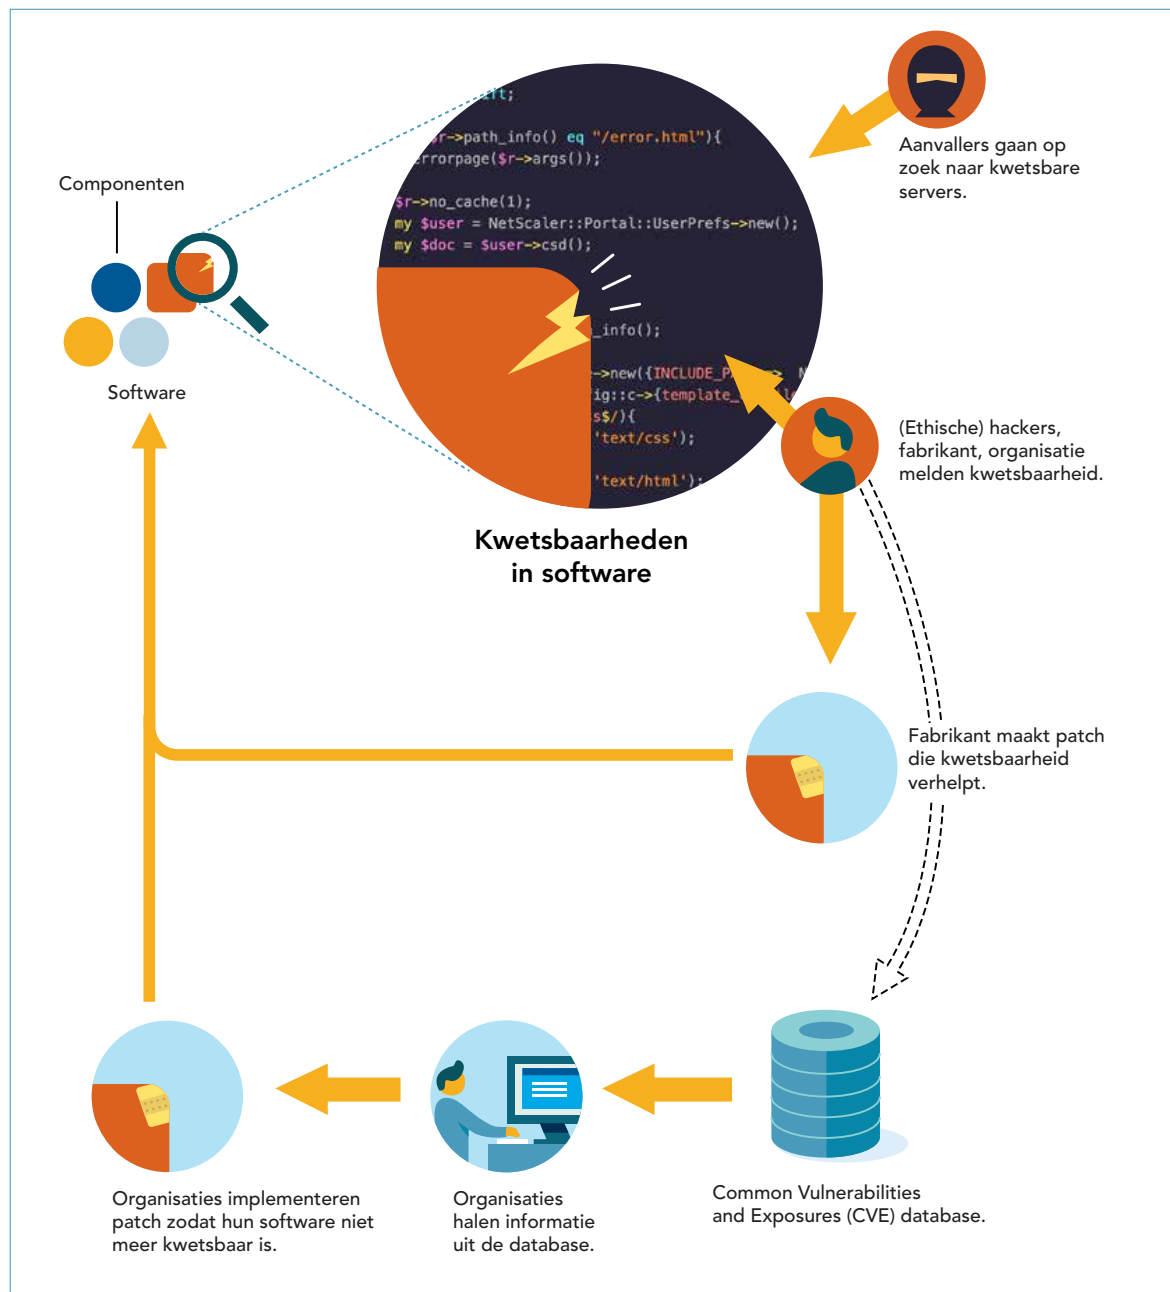 ift;
$r->path_info() eq "/error.html"){
errorpage($r->args());
$r->no_cache(1);
my $user = NetScaler::Portal::UserPrefs->new();
my $doc = $user->csd();
_info();
->new({INCLUDE_
ig::c->{template_
s$/){
'text/css');
'text/html');
Aanvallers gaan op
zoek naar kwetsbare
servers.
Componenten
Software
(Ethische) hackers,
fabrikant, organisatie
melden kwetsbaarheid.
Kwetsbaarheden
in software
Fabrikant maakt patch
die kwetsbaarheid
verhelpt.
Organisaties implementeren
patch zodat hun software niet
meer kwetsbaar is.
Organisaties
halen informatie
uit de database.
Common Vulnerabilities
and Exposures (CVE) database.